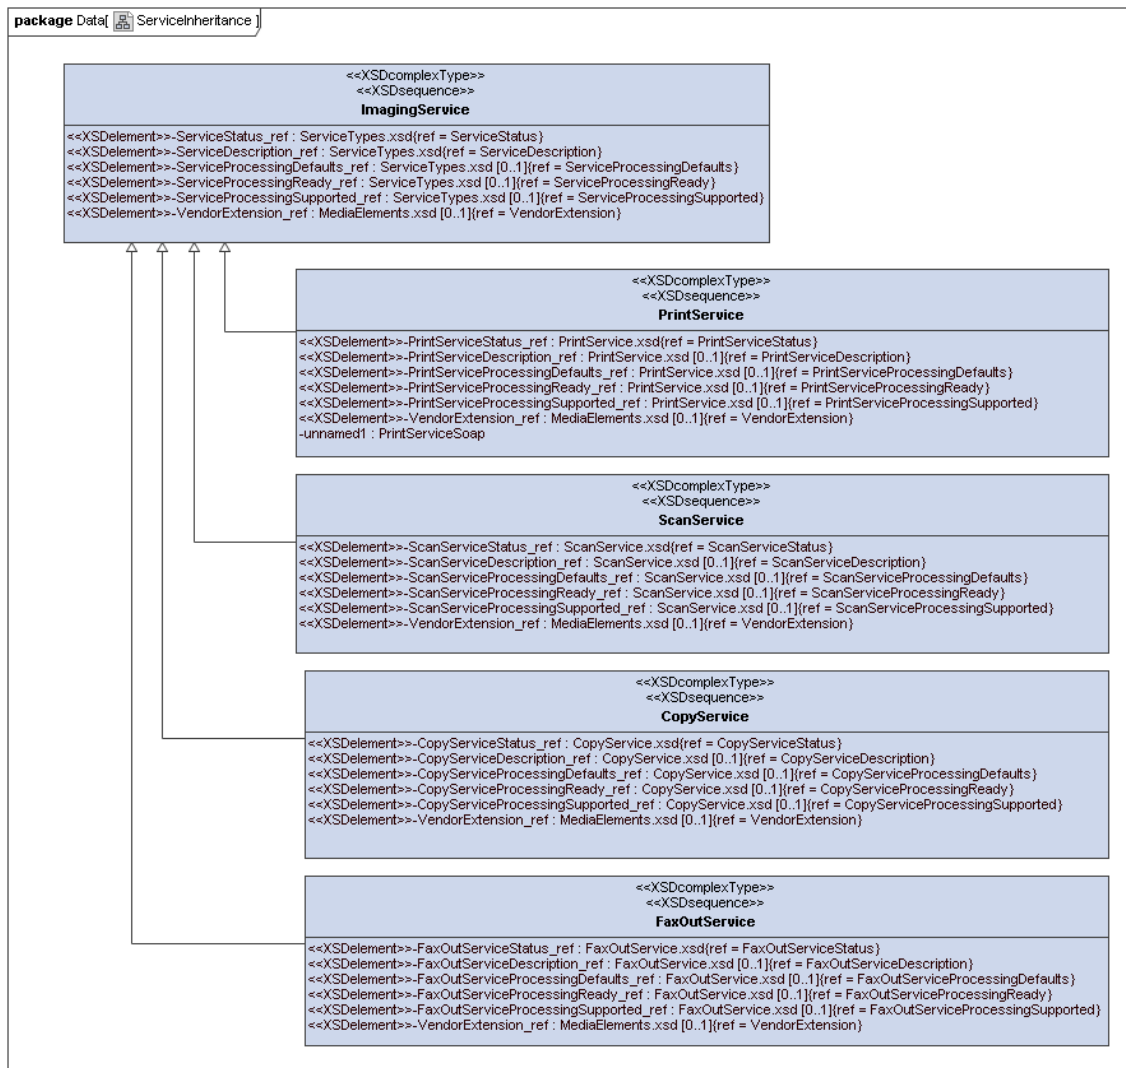 package Data[ ServiceInheritance ]
<<XSDcomplexType>>
<<XSDsequence>>
ImagingService
<<XSDelement>>-ServiceStatus_ref : ServiceTypes.xsd{ref = ServiceStatus}
<<XSDelement>>-ServiceDescription_ref : ServiceTypes.xsd{ref = ServiceDescription}
<<XSDelement>>-ServiceProcessingDefaults_ref : ServiceTypes.xsd [0..1]{ref = ServiceProcessingDefaults}
<<XSDelement>>-ServiceProcessingReady_ref : ServiceTypes.xsd [0..1]{ref = ServiceProcessingReady}
<<XSDelement>>-ServiceProcessingSupported_ref : ServiceTypes.xsd [0..1]{ref = ServiceProcessingSupported}
<<XSDelement>>-VendorExtension_ref : MediaElements.xsd [0..1]{ref = VendorExtension}
<<XSDcomplexType>>
<<XSDsequence>>
PrintService
<<XSDelement>>-PrintServiceStatus_ref : PrintService.xsd{ref = PrintServiceStatus}
<<XSDelement>>-PrintServiceDescription_ref : PrintService.xsd [0..1]{ref = PrintServiceDescription}
<<XSDelement>>-PrintServiceProcessingDefaults_ref : PrintService.xsd [0..1]{ref = PrintServiceProcessingDefaults}
<<XSDelement>>-PrintServiceProcessingReady_ref : PrintService.xsd [0..1]{ref = PrintServiceProcessingReady}
<<XSDelement>>-PrintServiceProcessingSupported_ref : PrintService.xsd [0..1]{ref = PrintServiceProcessingSupported}
<<XSDelement>>-VendorExtension_ref : MediaElements.xsd [0..1]{ref = VendorExtension}
-unnamed1 : PrintServiceSoap
<<XSDcomplexType>>
<<XSDsequence>>
ScanService
<<XSDelement>>-ScanServiceStatus_ref : ScanService.xsd{ref = ScanServiceStatus}
<<XSDelement>>-ScanServiceDescription_ref : ScanService.xsd [0..1]{ref = ScanServiceDescription}
<<XSDelement>>-ScanServiceProcessingDefaults_ref : ScanService.xsd [0..1]{ref = ScanServiceProcessingDefaults}
<<XSDelement>>-ScanServiceProcessingReady_ref : ScanService.xsd [0..1]{ref = ScanServiceProcessingReady}
<<XSDelement>>-ScanServiceProcessingSupported_ref : ScanService.xsd [0..1]{ref = ScanServiceProcessingSupported}
<<XSDelement>>-VendorExtension_ref : MediaElements.xsd [0..1]{ref = VendorExtension}
<<XSDcomplexType>>
<<XSDsequence>>
CopyService
<<XSDelement>>-CopyServiceStatus_ref : CopyService.xsd{ref = CopyServiceStatus}
<<XSDelement>>-CopyServiceDescription_ref : CopyService.xsd [0..1]{ref = CopyServiceDescription}
<<XSDelement>>-CopyServiceProcessingDefaults_ref : CopyService.xsd [0..1]{ref = CopyServiceProcessingDefaults}
<<XSDelement>>-CopyServiceProcessingReady_ref : CopyService.xsd [0..1]{ref = CopyServiceProcessingReady}
<<XSDelement>>-CopyServiceProcessingSupported_ref : CopyService.xsd [0..1]{ref = CopyServiceProcessingSupported}
<<XSDelement>>-VendorExtension_ref : MediaElements.xsd [0..1]{ref = VendorExtension}
<<XSDcomplexType>>
<<XSDsequence>>
FaxOutService
<<XSDelement>>-FaxOutServiceStatus_ref : FaxOutService.xsd{ref = FaxOutServiceStatus}
<<XSDelement>>-FaxOutServiceDescription_ref : FaxOutService.xsd [0..1]{ref = FaxOutServiceDescription}
<<XSDelement>>-FaxOutServiceProcessingDefaults_ref : FaxOutService.xsd [0..1]{ref = FaxOutServiceProcessingDefaults}
<<XSDelement>>-FaxOutServiceProcessingReady_ref : FaxOutService.xsd [0..1]{ref = FaxOutServiceProcessingReady}
<<XSDelement>>-FaxOutServiceProcessingSupported_ref : FaxOutService.xsd [0..1]{ref = FaxOutServiceProcessingSupported}
<<XSDelement>>-VendorExtension_ref : MediaElements.xsd [0..1]{ref = VendorExtension}